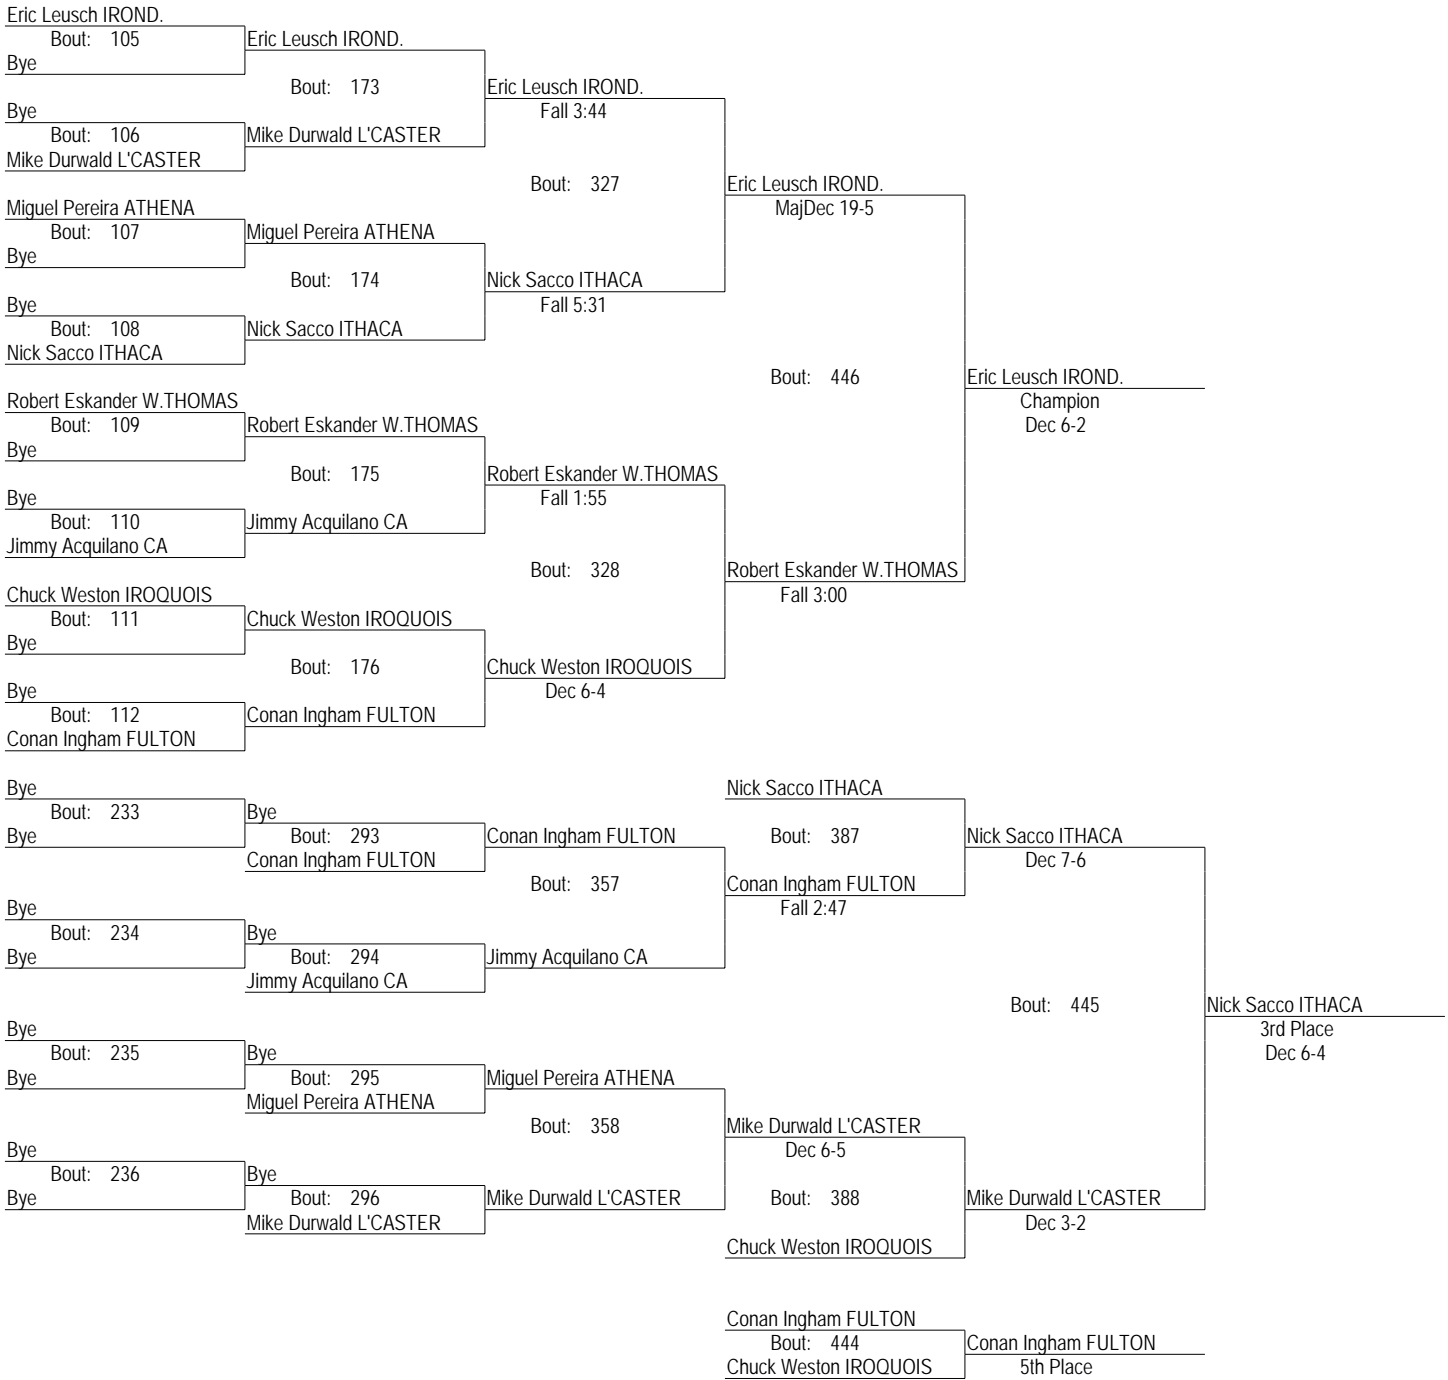 Eric Leusch IROND.
Bout: 105
Eric Leusch IROND.
Bye
Bout: 173
Eric Leusch IROND.
Fall 3:44
Bye
Bout: 106
Mike Durwald L'CASTER
Mike Durwald L'CASTER
Bout: 327
Eric Leusch IROND.
MajDec 19-5
Miguel Pereira ATHENA
Bout: 107
Miguel Pereira ATHENA
Bye
Bout: 174
Nick Sacco ITHACA
Fall 5:31
Bye
Bout: 108
Nick Sacco ITHACA
Nick Sacco ITHACA
Bout: 446
Eric Leusch IROND.
Champion
Dec 6-2
Robert Eskander W.THOMAS
Bout: 109
Robert Eskander W.THOMAS
Bye
Bout: 175
Robert Eskander W.THOMAS
Fall 1:55
Bye
Bout: 110
Jimmy Acquilano CA
Jimmy Acquilano CA
Bout: 328
Robert Eskander W.THOMAS
Fall 3:00
Chuck Weston IROQUOIS
Bout: 111
Chuck Weston IROQUOIS
Bye
Bout: 176
Chuck Weston IROQUOIS
Dec 6-4
Bye
Bout: 112
Conan Ingham FULTON
Conan Ingham FULTON
Bye
Bout: 233
Bye
Bye
Bout: 293
Conan Ingham FULTON
Conan Ingham FULTON
Nick Sacco ITHACA
Bout: 387
Nick Sacco ITHACA
Dec 7-6
Bout: 357
Conan Ingham FULTON
Fall 2:47
Bye
Bout: 234
Bye
Bye
Bout: 294
Jimmy Acquilano CA
Jimmy Acquilano CA
Bout: 445
Nick Sacco ITHACA
3rd Place
Dec 6-4
Bye
Bout: 235
Bye
Bye
Bout: 295
Miguel Pereira ATHENA
Miguel Pereira ATHENA
Bout: 358
Mike Durwald L'CASTER
Dec 6-5
Bye
Bout: 236
Bye
Bye
Bout: 296
Mike Durwald L'CASTER
Mike Durwald L'CASTER
Bout: 388
Mike Durwald L'CASTER
Dec 3-2
Chuck Weston IROQUOIS
Conan Ingham FULTON
Bout: 444
Conan Ingham FULTON
Chuck Weston IROQUOIS
5th Place